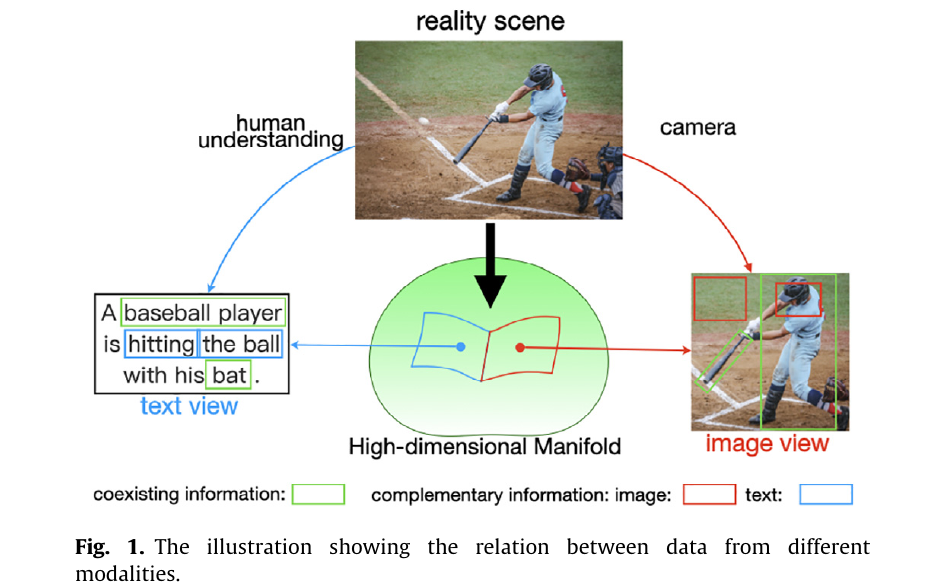 reality scene
human
understanding
camera
A baseball player
is hitting the ball
with his bat .
text view
High-dimensional Manifold
image view
coexisting information:
complementary information: image:
text:
Fig. 1. The illustration showing the relation between data from different
modalities.